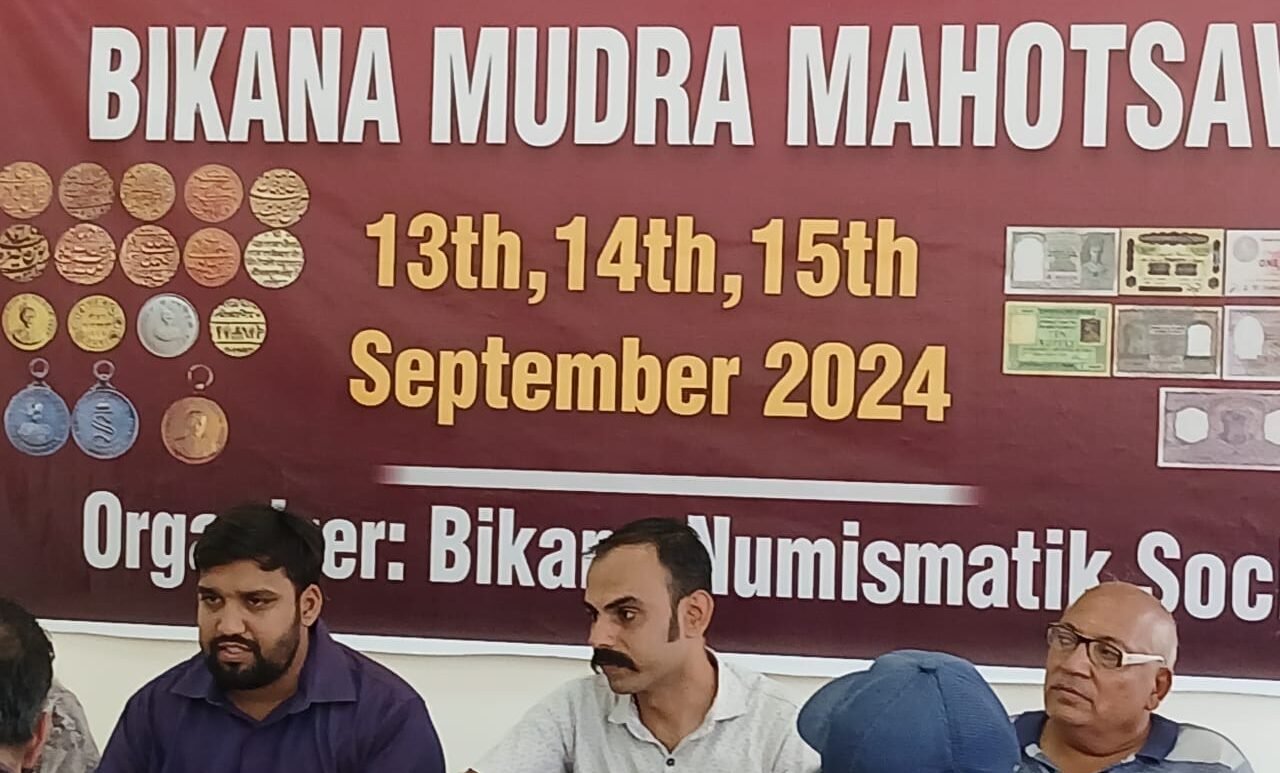 BIKANA MUDRA MAHOTSAV
13th,14th,15th
September 2024
Numismatik